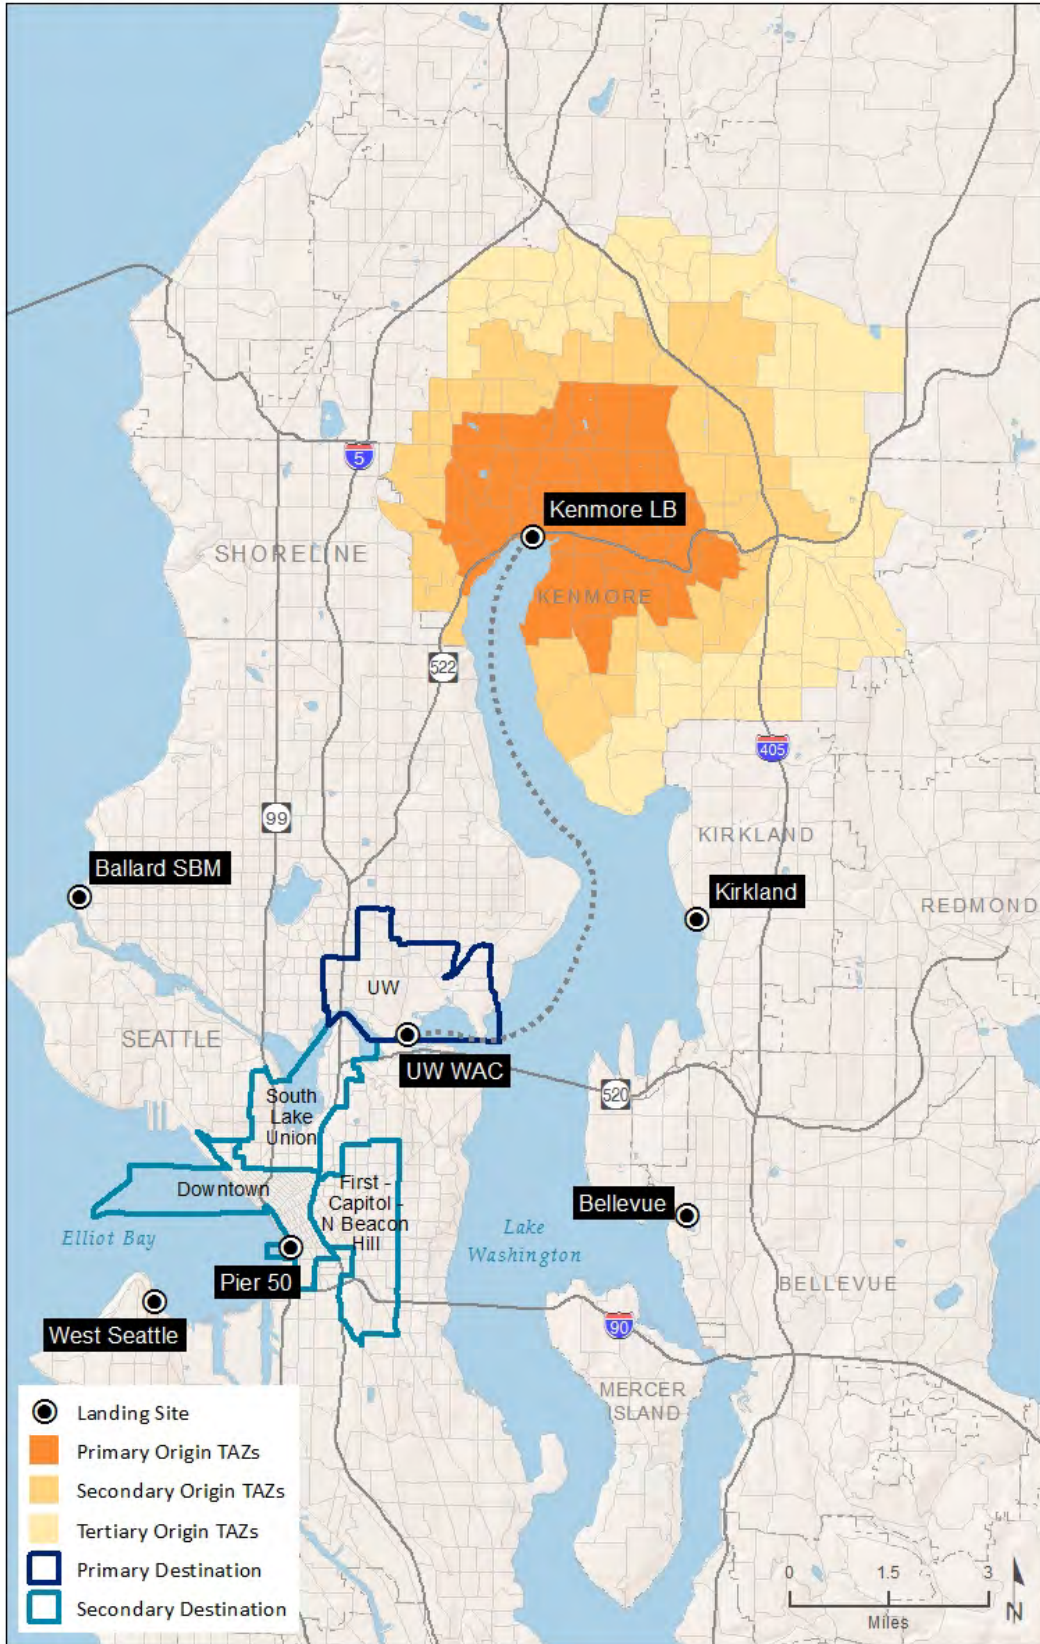 5
Kenmore LB
SHORELINE
KENMORE
522
405
99
KIRKLAND
Ballard SBM
Kirkland
REDMOND
UW
SEATTLE
UW WAC
520
South
Lake
Union
Downtown
First -
Capitol -
N Beacon
Hill
Bellevue
Elliot Bay
Lake
Washington
Pier 50
BELLEVUE
West Seattle
90
MERCER
ISLAND
Landing Site
Primary Origin TAZs
Secondary Origin TAZs
Tertiary Origin TAZs
Primary Destination
Secondary Destination
0 1.5 3
Miles
N